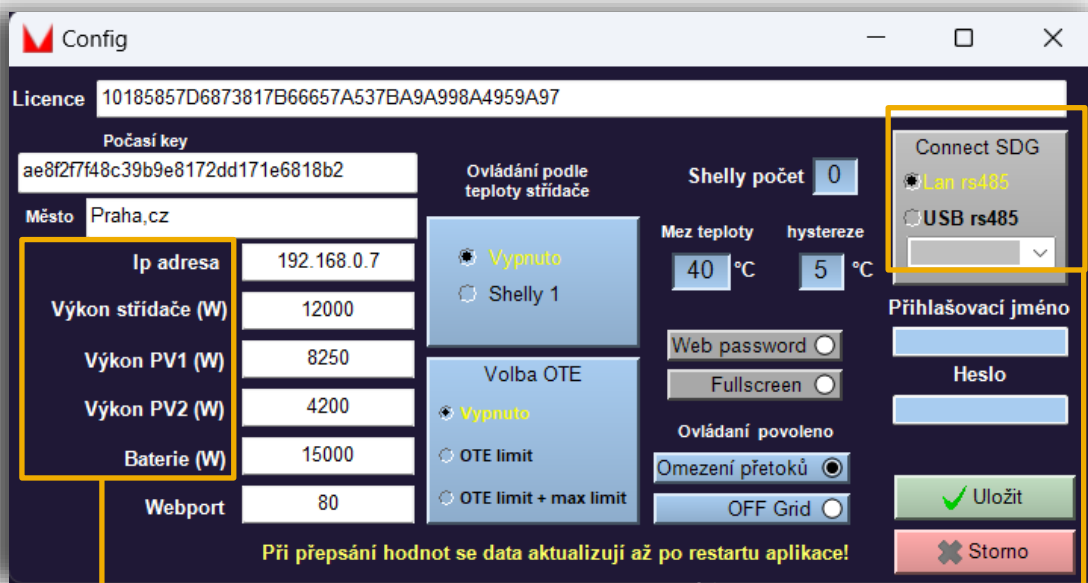 Config
Licence 10185857D6873817B66657A537BA9A998A4959A97
Počasí key
ae8f2f7f48c39b9e8172dd171e6818b2
Město Praha,cz
Ip adresa 192.168.0.7
Výkon střídače (W) 12000
Výkon PV1 (W) 8250
Výkon PV2 (W) 4200
Baterie (W) 15000
Webport 80
Ovládání podle
teploty střídače
Vypnuto
Shelly 1
Volba OTE
Vypnuto
OTE limit
OTE limit + max limit
Shelly počet 0
Mez teploty hystereze
40 °C 5 °C
Web password
Fullscreen
Ovládaní povoleno
Omezení přetoků
OFF Grid
Connect SDG
Lan rs485
USB rs485
Přihlašovací jméno
Heslo
Uložit
Storno
Při přepsání hodnot se data aktualizují až po restartu aplikace!